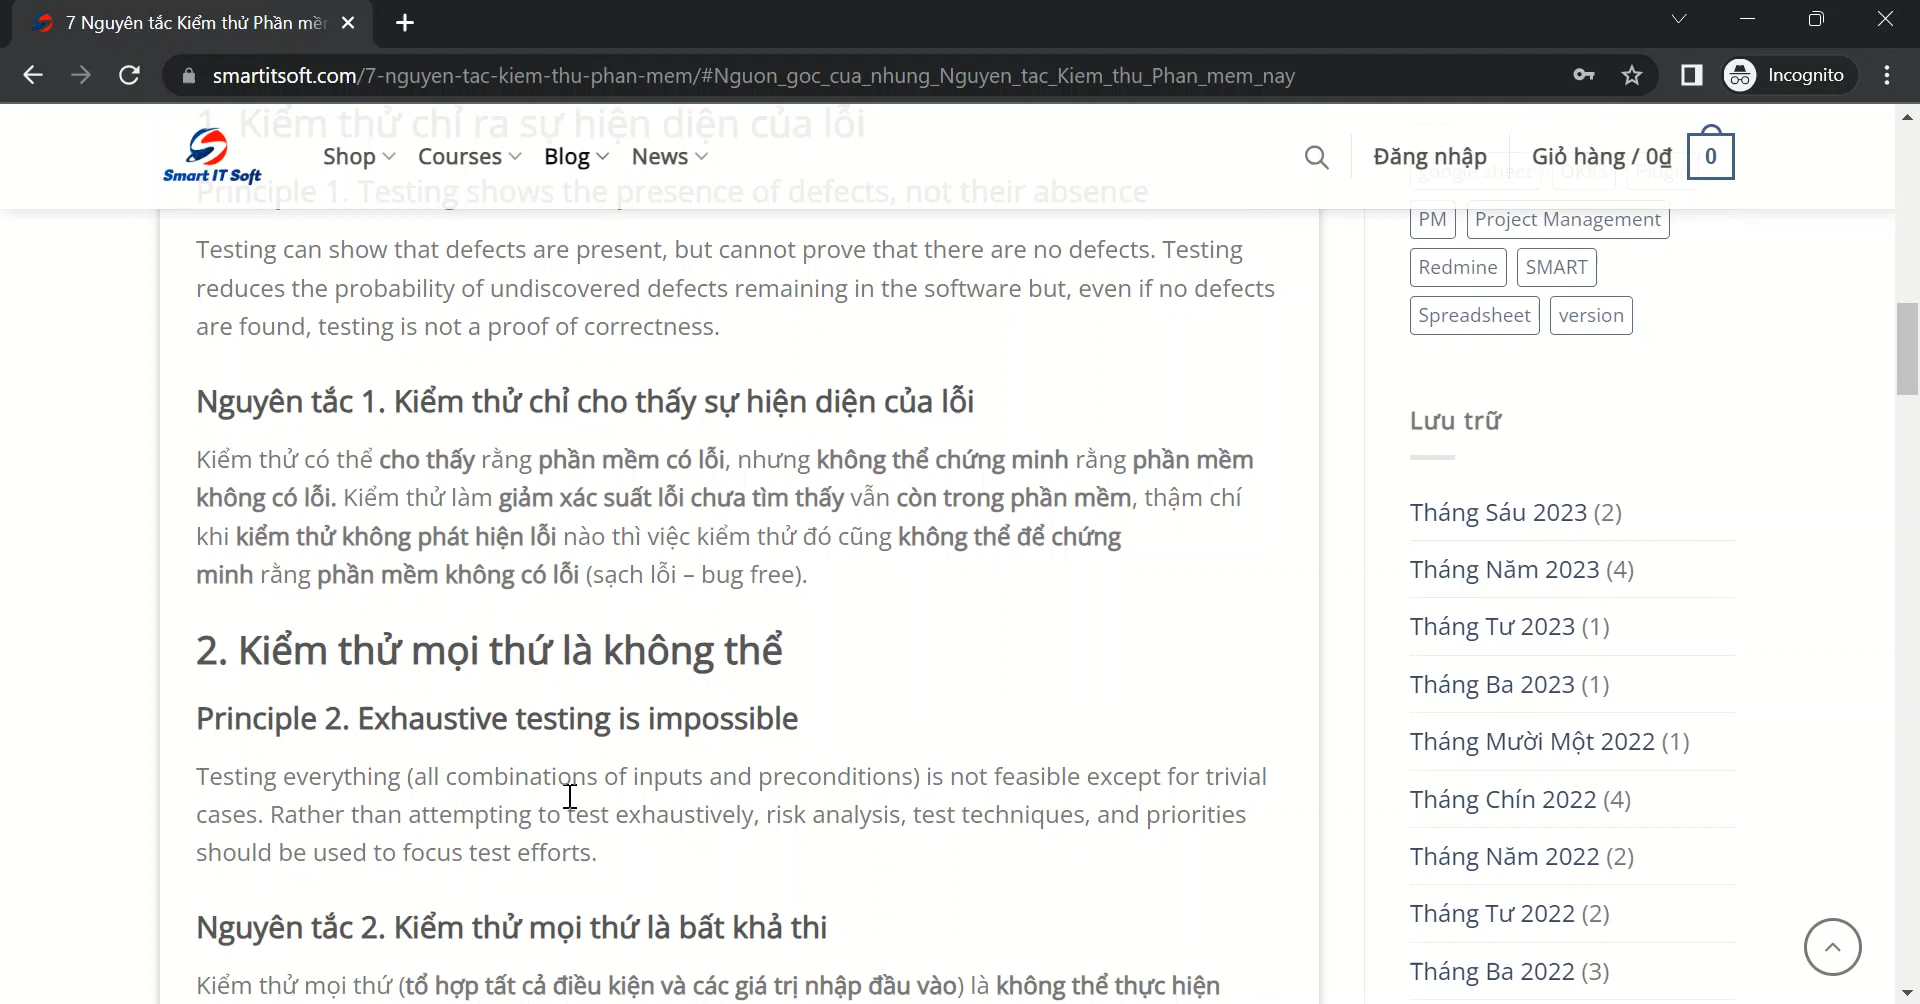 7 Nguyên tắc Kiểm thử Phần mềm
smartitsoft.com/7-nguyen-tac-kiem-thu-phan-mem/#Nguon_goc_cua_nhung_Nguyen_tac_Kiem_thu_Phan_mem_nay
Incognito
1. Kiểm thử chỉ ra sự hiện diện của lỗi
Smart IT Soft
Shop
Courses
Blog
News
Đăng nhập
Giỏ hàng / 0₫
0
Principle 1. Testing shows the presence of defects, not their absence
Testing can show that defects are present, but cannot prove that there are no defects. Testing
reduces the probability of undiscovered defects remaining in the software but, even if no defects
are found, testing is not a proof of correctness.
Nguyên tắc 1. Kiểm thử chỉ cho thấy sự hiện diện của lỗi
Kiểm thử có thể cho thấy rằng phần mềm có lỗi, nhưng không thể chứng minh rằng phần mềm
không có lỗi. Kiểm thử làm giảm xác suất lỗi chưa tìm thấy vẫn còn trong phần mềm, thậm chí
khi kiểm thử không phát hiện lỗi nào thì việc kiểm thử đó cũng không thể để chứng
minh rằng phần mềm không có lỗi (sạch lỗi – bug free).
2. Kiểm thử mọi thứ là không thể
Principle 2. Exhaustive testing is impossible
Testing everything (all combinations of inputs and preconditions) is not feasible except for trivial
cases. Rather than attempting to test exhaustively, risk analysis, test techniques, and priorities
should be used to focus test efforts.
Nguyên tắc 2. Kiểm thử mọi thứ là bất khả thi
Kiểm thử mọi thứ (tổ hợp tất cả điều kiện và các giá trị nhập đầu vào) là không thể thực hiện
google sheet
PM
Project Management
Redmine
SMART
Spreadsheet
version
Lưu trữ
Tháng Sáu 2023 (2)
Tháng Năm 2023 (4)
Tháng Tư 2023 (1)
Tháng Ba 2023 (1)
Tháng Mười Một 2022 (1)
Tháng Chín 2022 (4)
Tháng Năm 2022 (2)
Tháng Tư 2022 (2)
Tháng Ba 2022 (3)